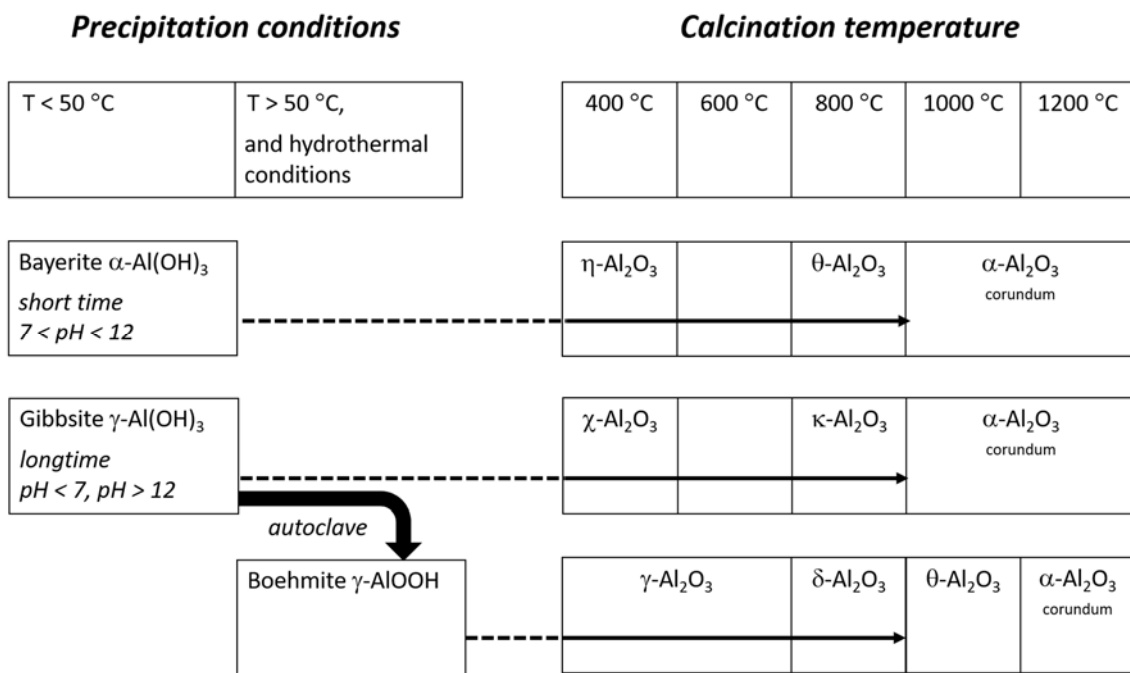 Precipitation conditions
Calcination temperature
T < 50 °C
T > 50 °C,
and hydrothermal
conditions
400 °C
600 °C
800 °C
1000 °C
1200 °C
Bayerite α-Al(OH)₃
short time
7 < pH < 12
η-Al₂O₃
θ-Al₂O₃
α-Al₂O₃
corundum
Gibbsite γ-Al(OH)₃
longtime
pH < 7, pH > 12
χ-Al₂O₃
κ-Al₂O₃
α-Al₂O₃
corundum
autoclave
Boehmite γ-AlOOH
γ-Al₂O₃
δ-Al₂O₃
θ-Al₂O₃
α-Al₂O₃
corundum